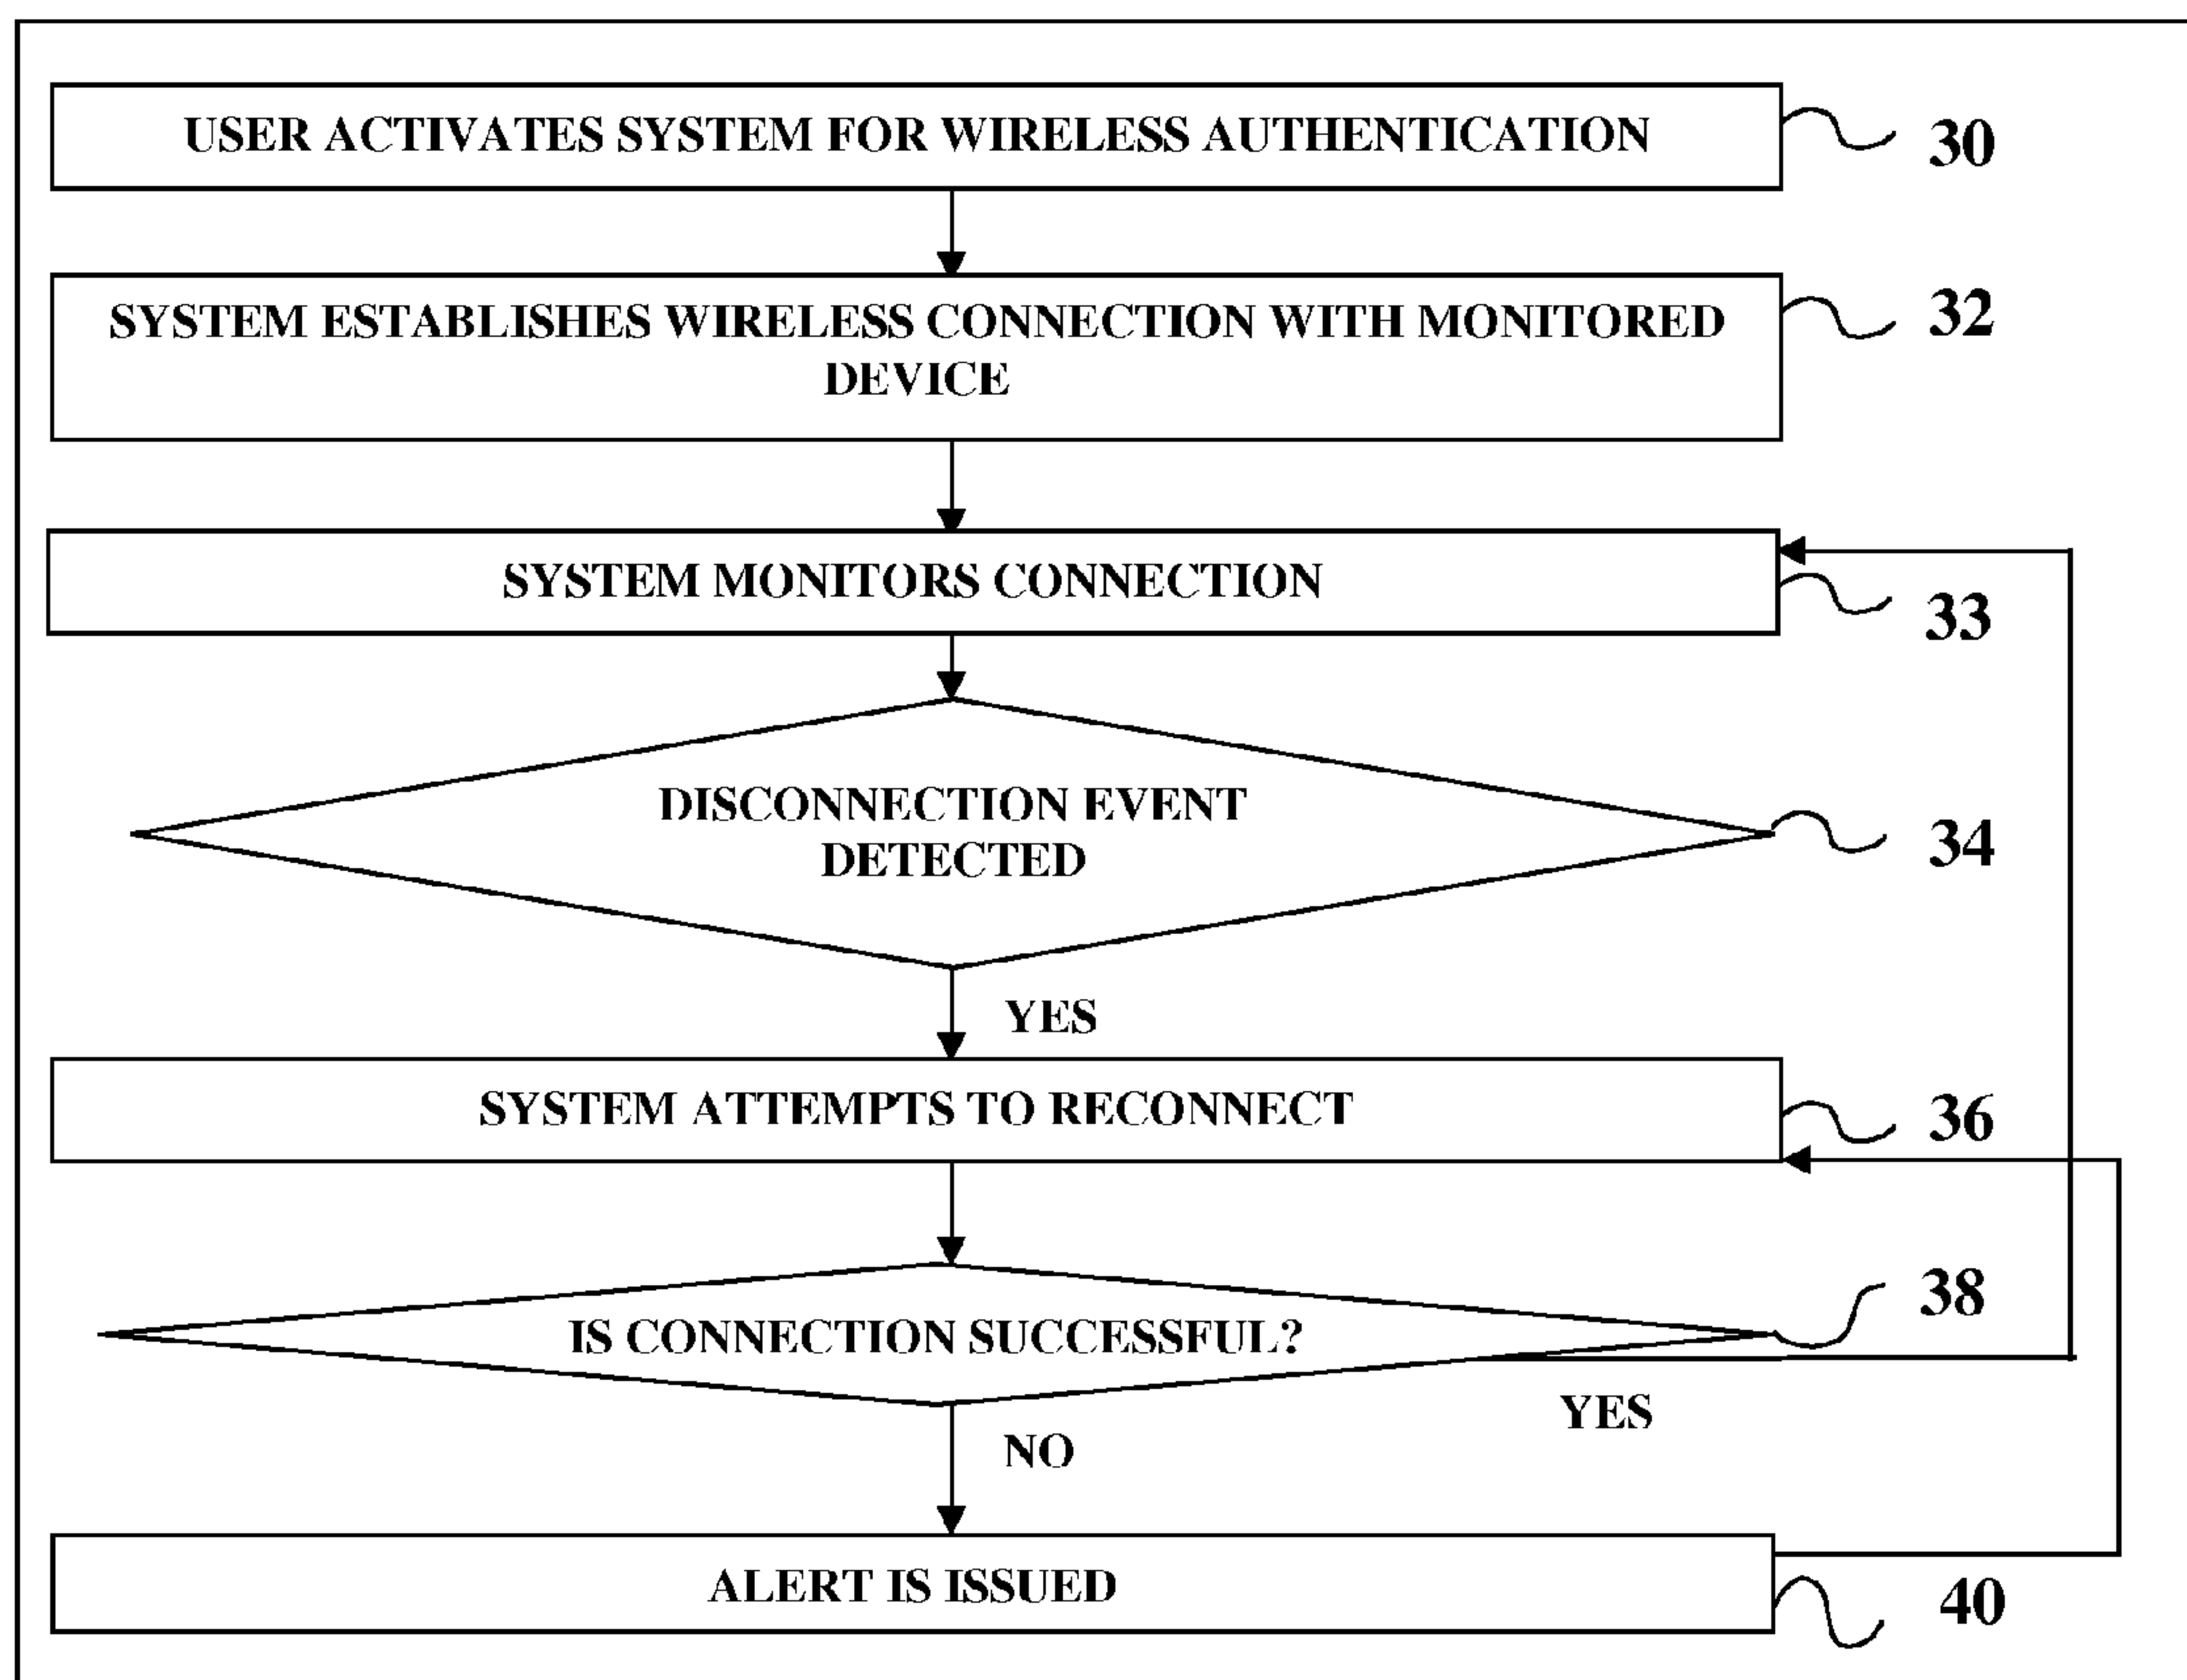 USER ACTIVATES SYSTEM FOR WIRELESS AUTHENTICATION
30
SYSTEM ESTABLISHES WIRELESS CONNECTION WITH MONITORED
DEVICE
32
SYSTEM MONITORS CONNECTION
33
DISCONNECTION EVENT
DETECTED
34
YES
SYSTEM ATTEMPTS TO RECONNECT
36
IS CONNECTION SUCCESSFUL?
38
YES
NO
ALERT IS ISSUED
40